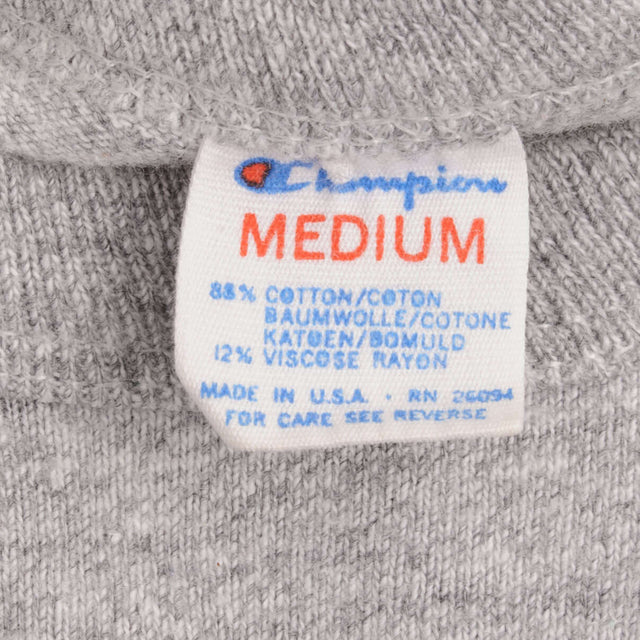 Champion
MEDIUM
88% COTTON/COTON
BAUMWOLLE/COTONE
KATOEN/BOMULD
12% VISCOSE RAYON
MADE IN U.S.A. · RN 26094
FOR CARE SEE REVERSE